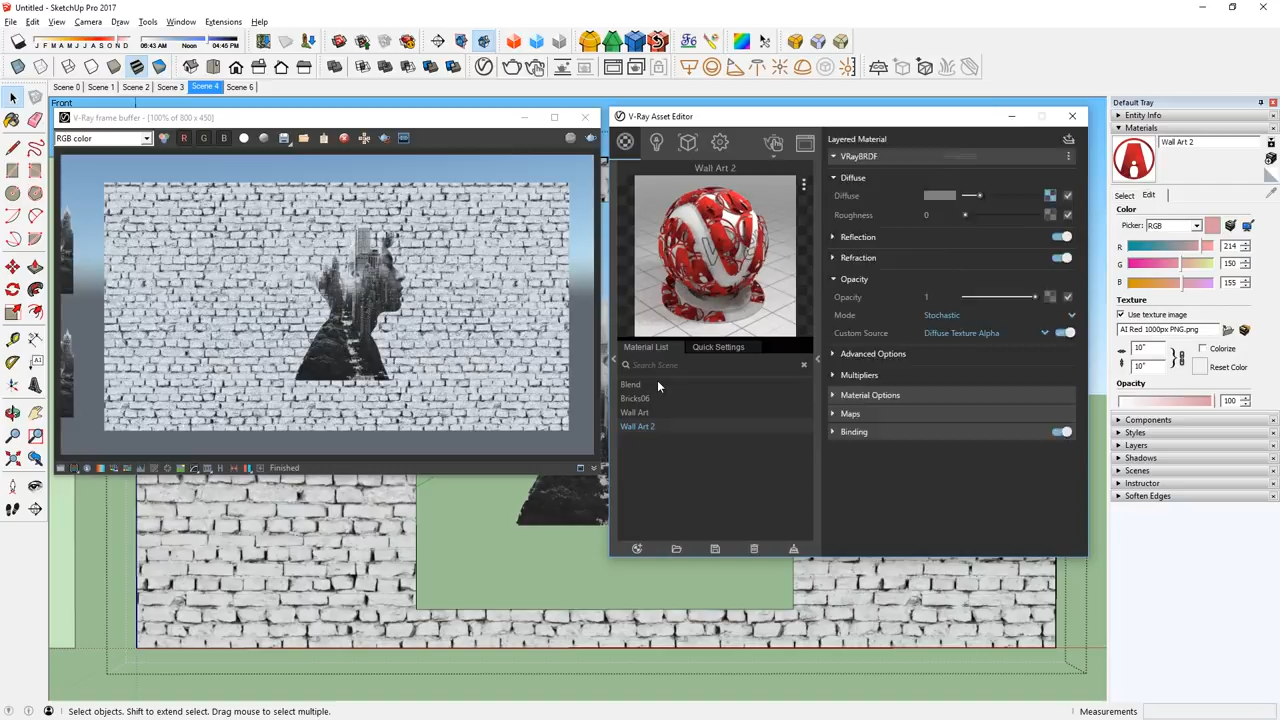 Untitled - SketchUp Pro 2017
File Edit View Camera Draw Tools Window Extensions Help
J F M A M J J A S O N D
06:43 AM Noon 04:45 PM
Scene 0 Scene 1 Scene 2 Scene 3 Scene 4 Scene 6
Front
V-Ray frame buffer - [100% of 800 x 450]
RGB color
R G B
Finished
V-Ray Asset Editor
Wall Art 2
Material List Quick Settings
Search Scene
Blend
Bricks06
Wall Art
Wall Art 2
Layered Material
VRayBRDF
Diffuse
Diffuse
Roughness 0
Reflection
Refraction
Opacity
Opacity 1
Mode Stochastic
Custom Source Diffuse Texture Alpha
Advanced Options
Multipliers
Material Options
Maps
Binding
Default Tray
Entity Info
Materials
Wall Art 2
Select Edit
Color
Picker: RGB
R 214
G 150
B 155
Texture
Use texture image
AI Red 1000px PNG.png
10" Colorize
10" Reset Color
Opacity
100
Components
Styles
Layers
Shadows
Scenes
Instructor
Soften Edges
Select objects. Shift to extend select. Drag mouse to select multiple.
Measurements